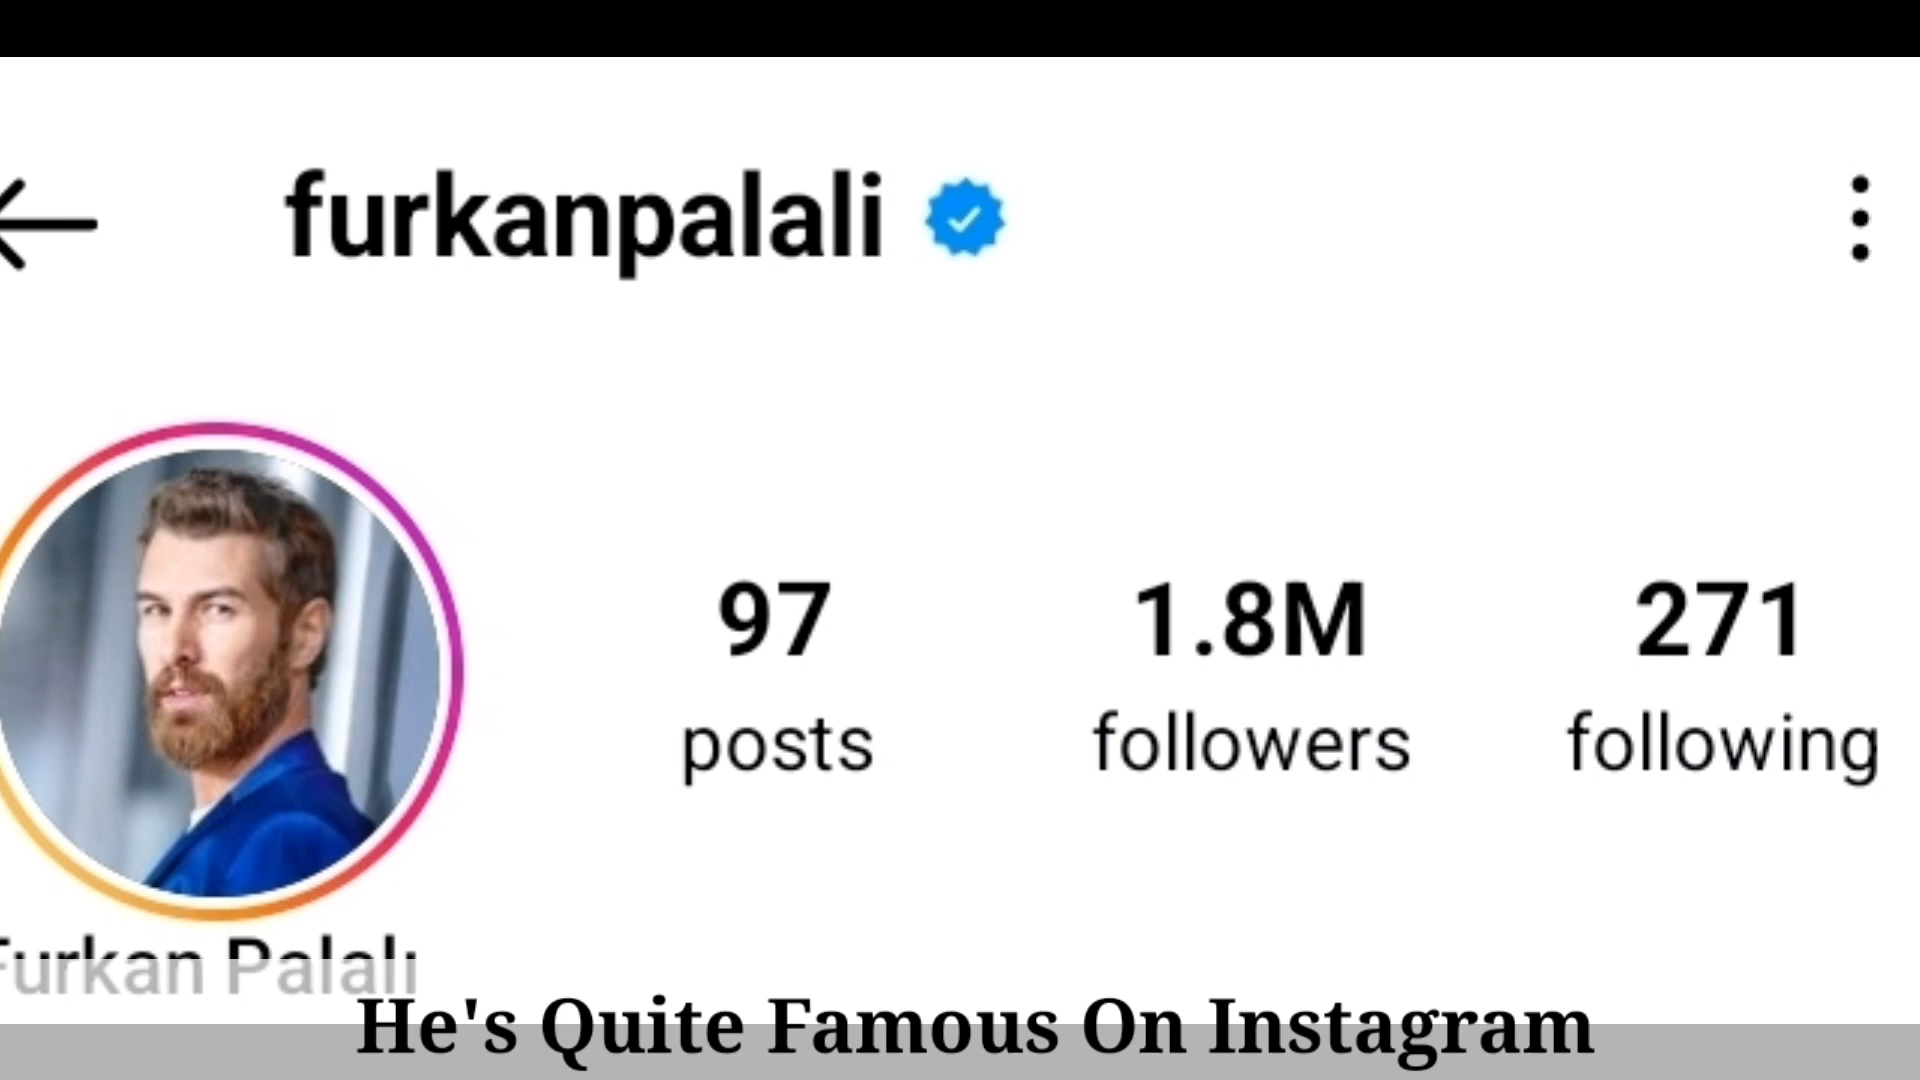 furkanpalali
97 1.8M 271
posts followers following
Furkan Palalı
He's Quite Famous On Instagram